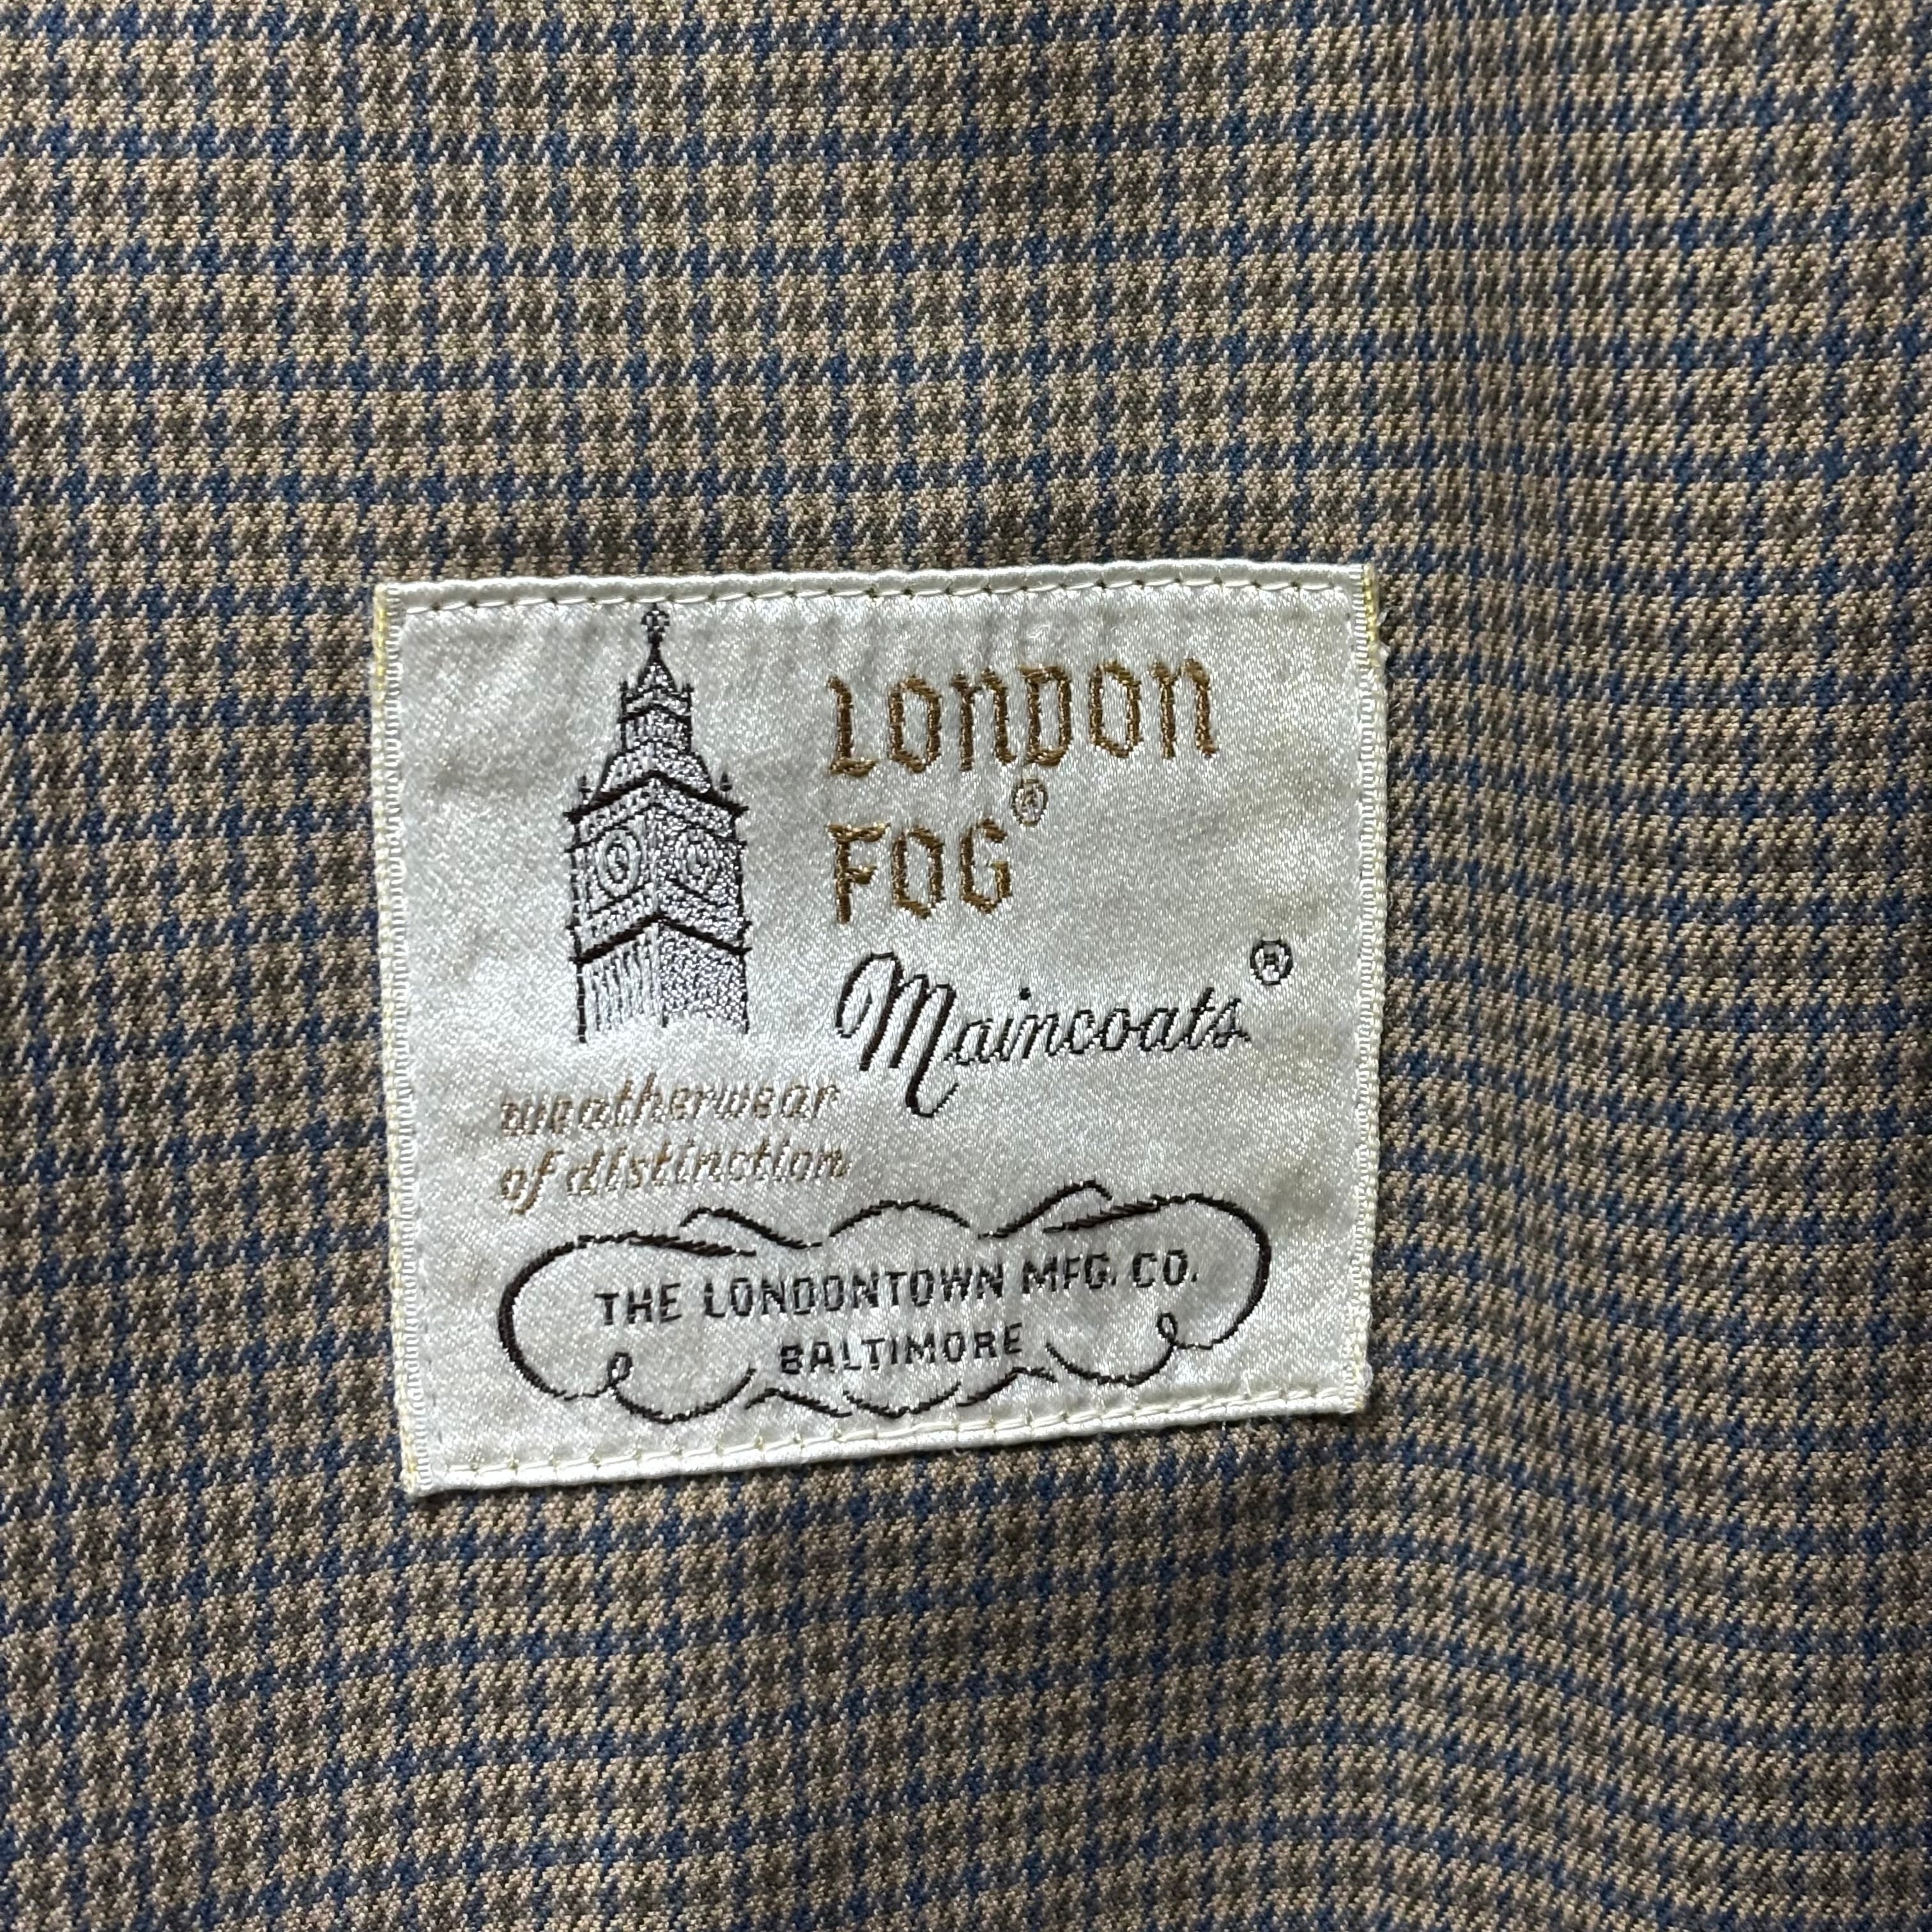 LONDON
FOG®
Maincoats®
weatherwear
of distinction
THE LONDONTOWN MFG. CO.
BALTIMORE